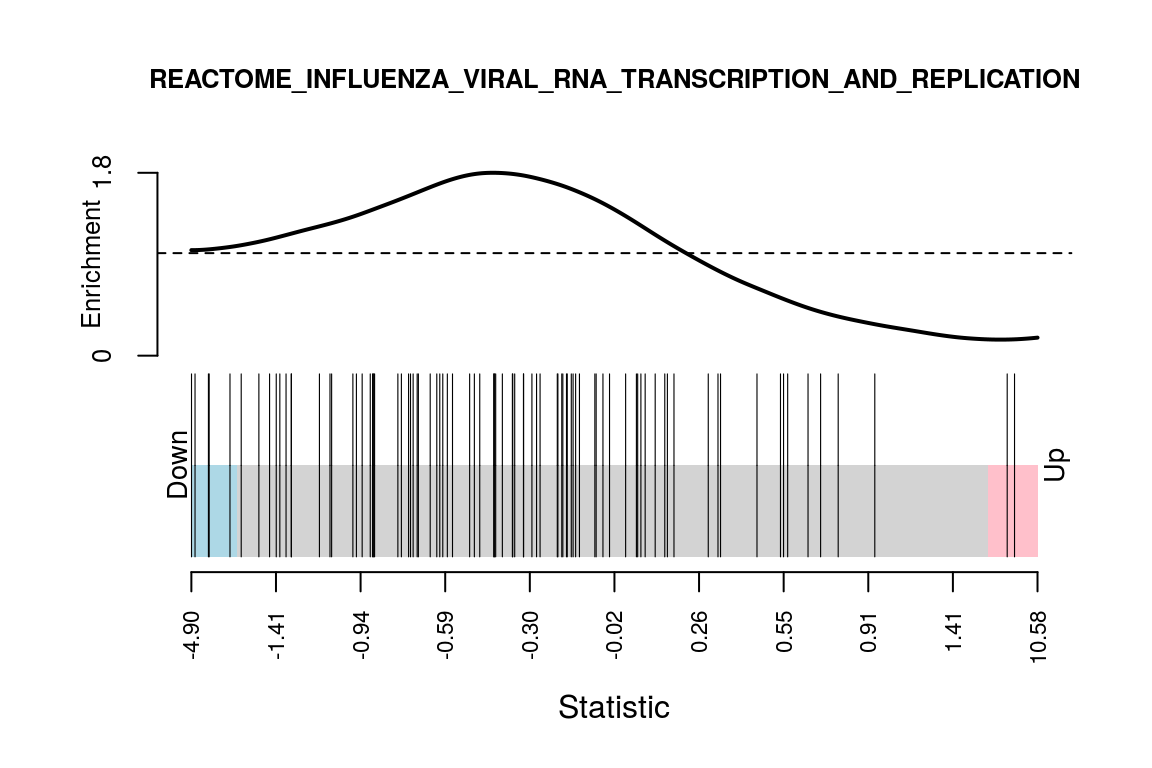 REACTOME_INFLUENZA_VIRAL_RNA_TRANSCRIPTION_AND_REPLICATION
1.8
Enrichment
0
Down
Up
-4.90 -1.41 -0.94 -0.59 -0.30 -0.02 0.26 0.55 0.91 1.41 10.58
Statistic